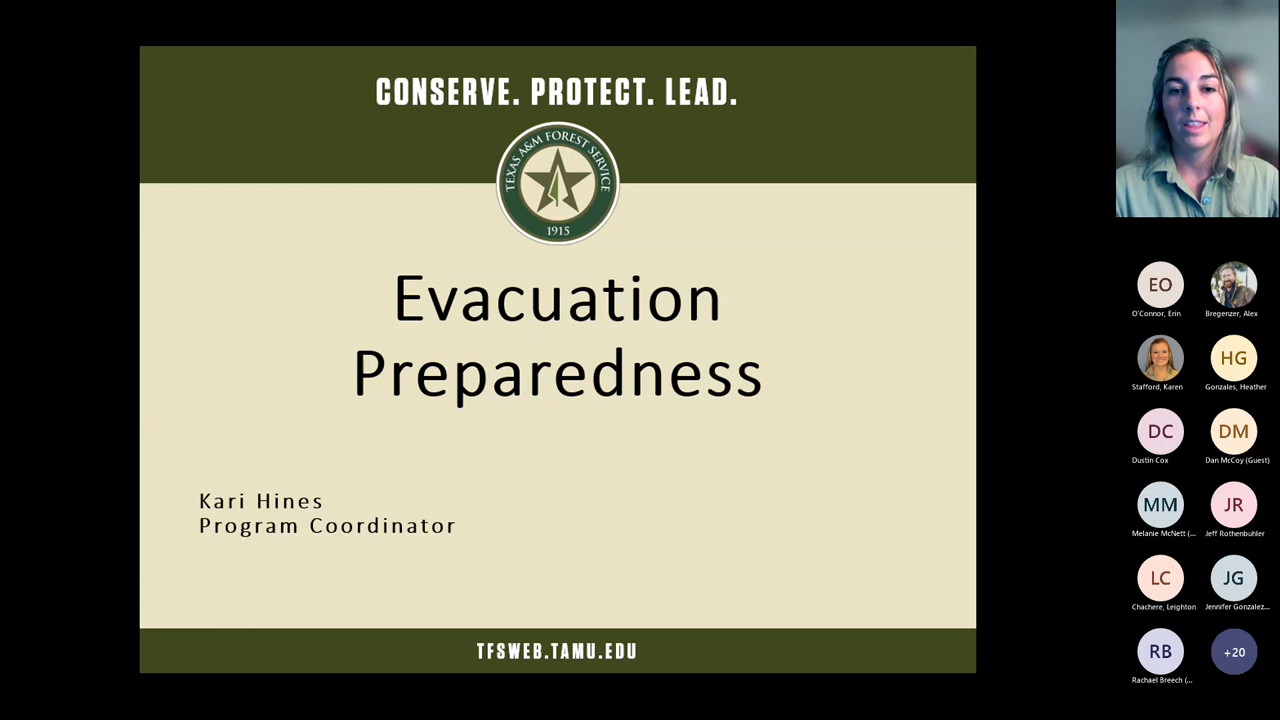 CONSERVE. PROTECT. LEAD.
TEXAS A&M FOREST SERVICE
1915
Evacuation
Preparedness
Kari Hines
Program Coordinator
TFSWEB.TAMU.EDU
EO
O'Connor, Erin
Bregenzer, Alex
Stafford, Karen
HG
Gonzales, Heather
DC
Dustin Cox
DM
Dan McCoy (Guest)
MM
Melanie McNett (...
JR
Jeff Rothenbuhler
LC
Chachere, Leighton
JG
Jennifer Gonzalez...
RB
Rachael Breech (...
+20